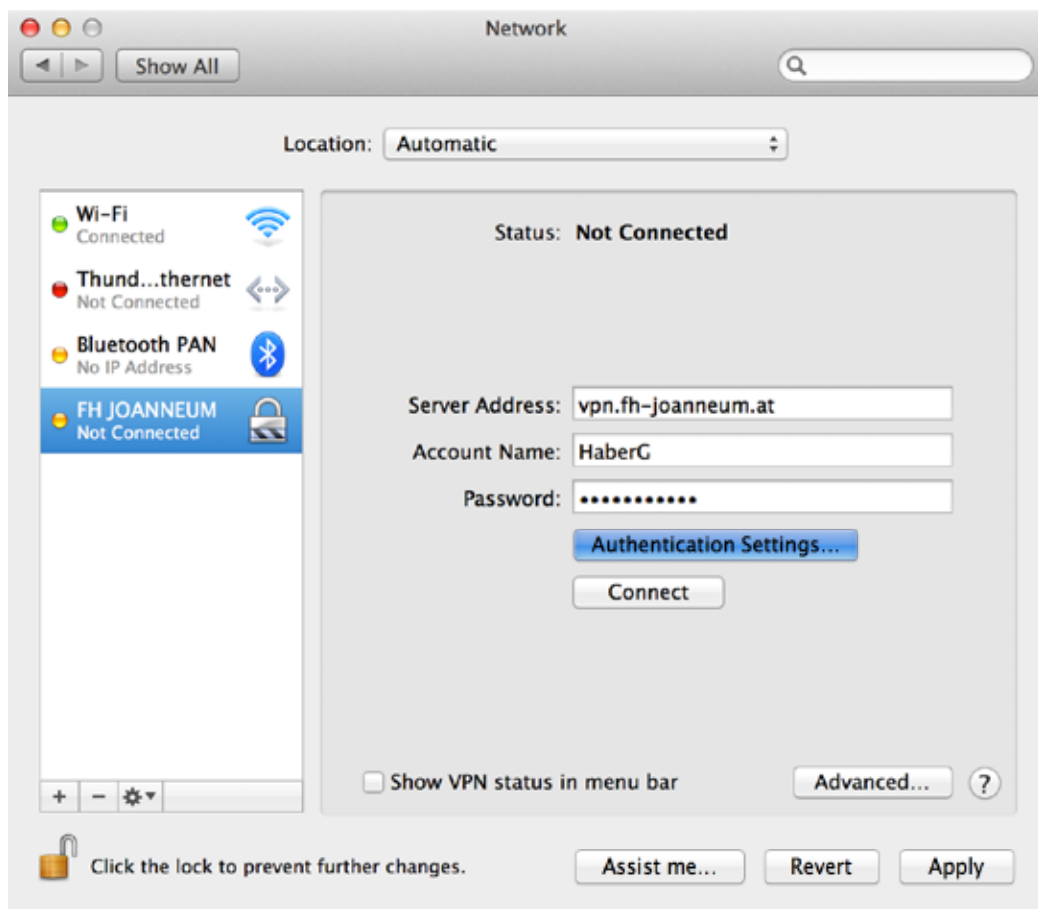 Network
Show All
Location: Automatic
Wi-Fi
Connected
Thund...thernet
Not Connected
Bluetooth PAN
No IP Address
FH JOANNEUM
Not Connected
Status: Not Connected
Server Address: vpn.fh-joanneum.at
Account Name: HaberG
Password: •••••••••••
Authentication Settings...
Connect
Show VPN status in menu bar
Advanced...
?
+ −
Click the lock to prevent further changes.
Assist me...
Revert
Apply